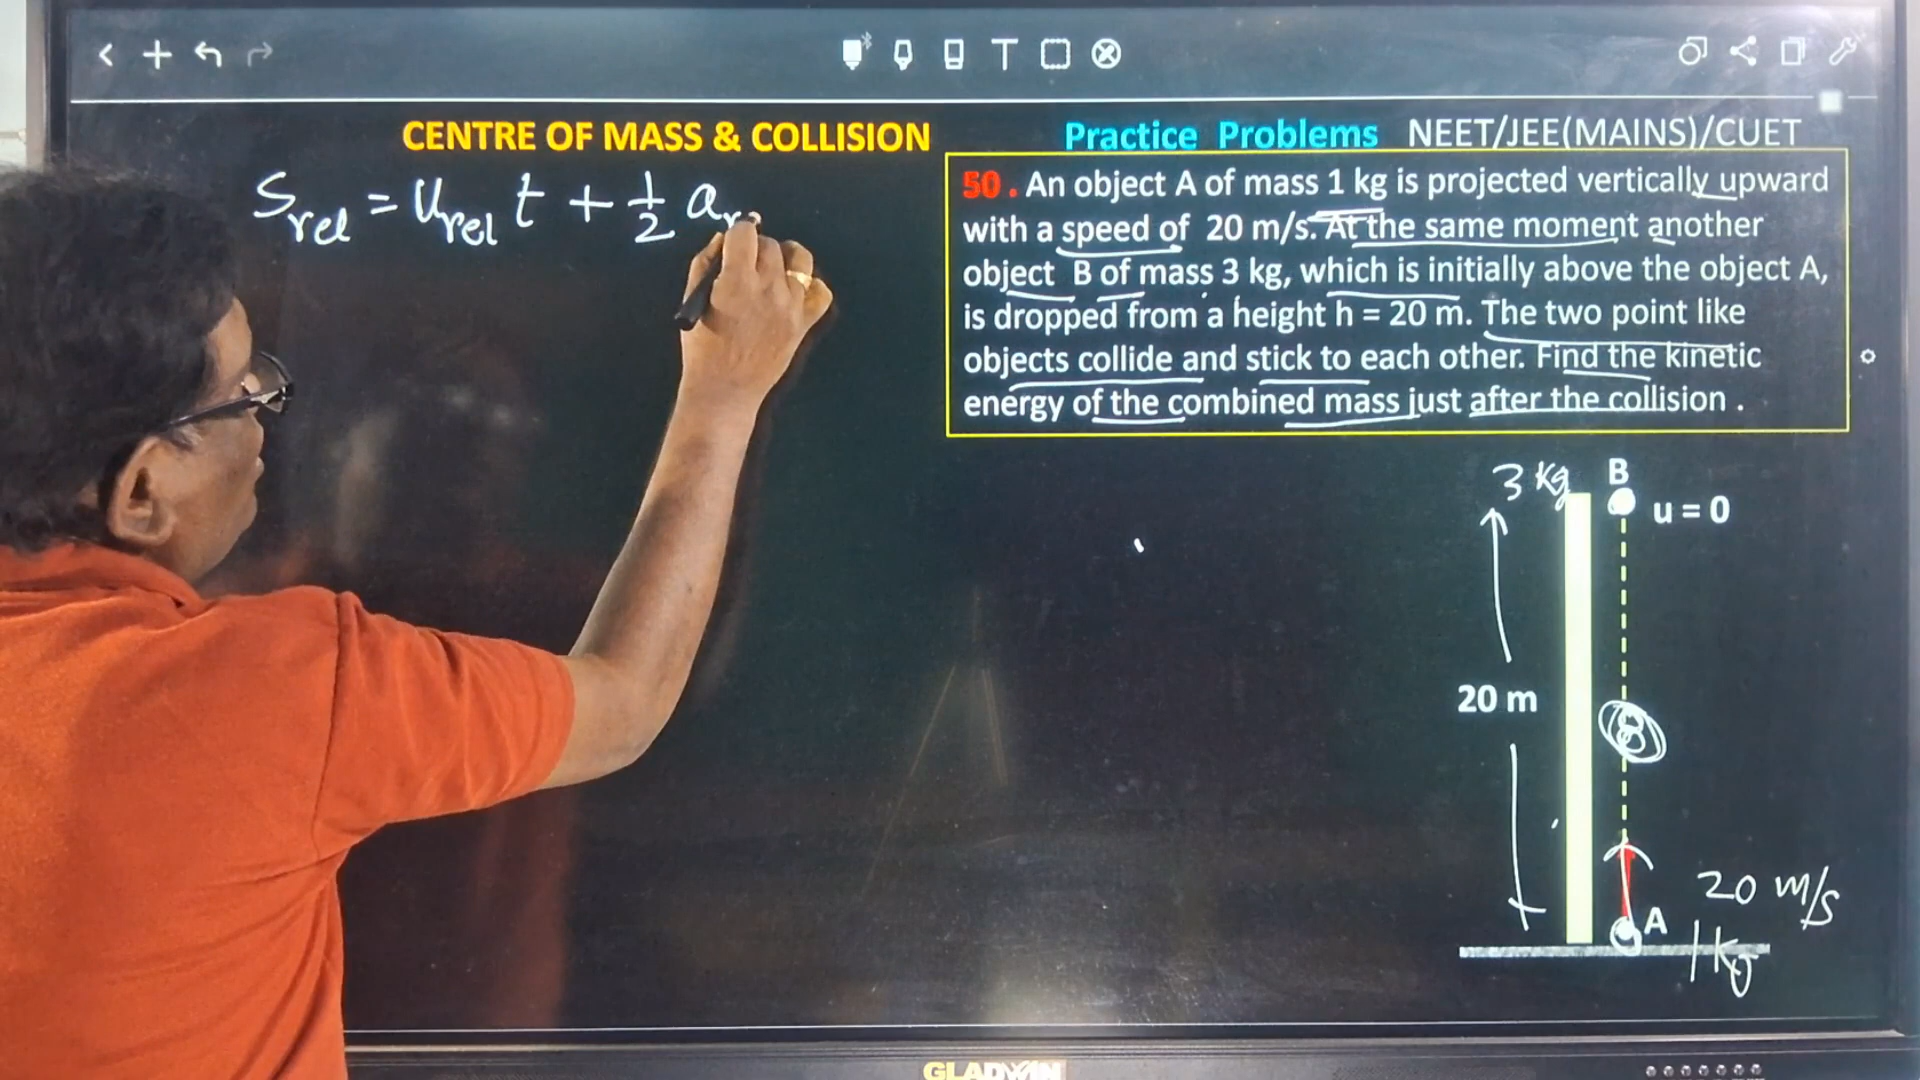 CENTRE OF MASS & COLLISION
Practice Problems NEET/JEE(MAINS)/CUET
S_rel = U_rel t + 1/2 a_r
50 . An object A of mass 1 kg is projected vertically upward
with a speed of 20 m/s. At the same moment another
object B of mass 3 kg, which is initially above the object A,
is dropped from a height h = 20 m. The two point like
objects collide and stick to each other. Find the kinetic
energy of the combined mass just after the collision .
3 kg B
u = 0
20 m
20 m/s
A
1 kg
GLADWIN